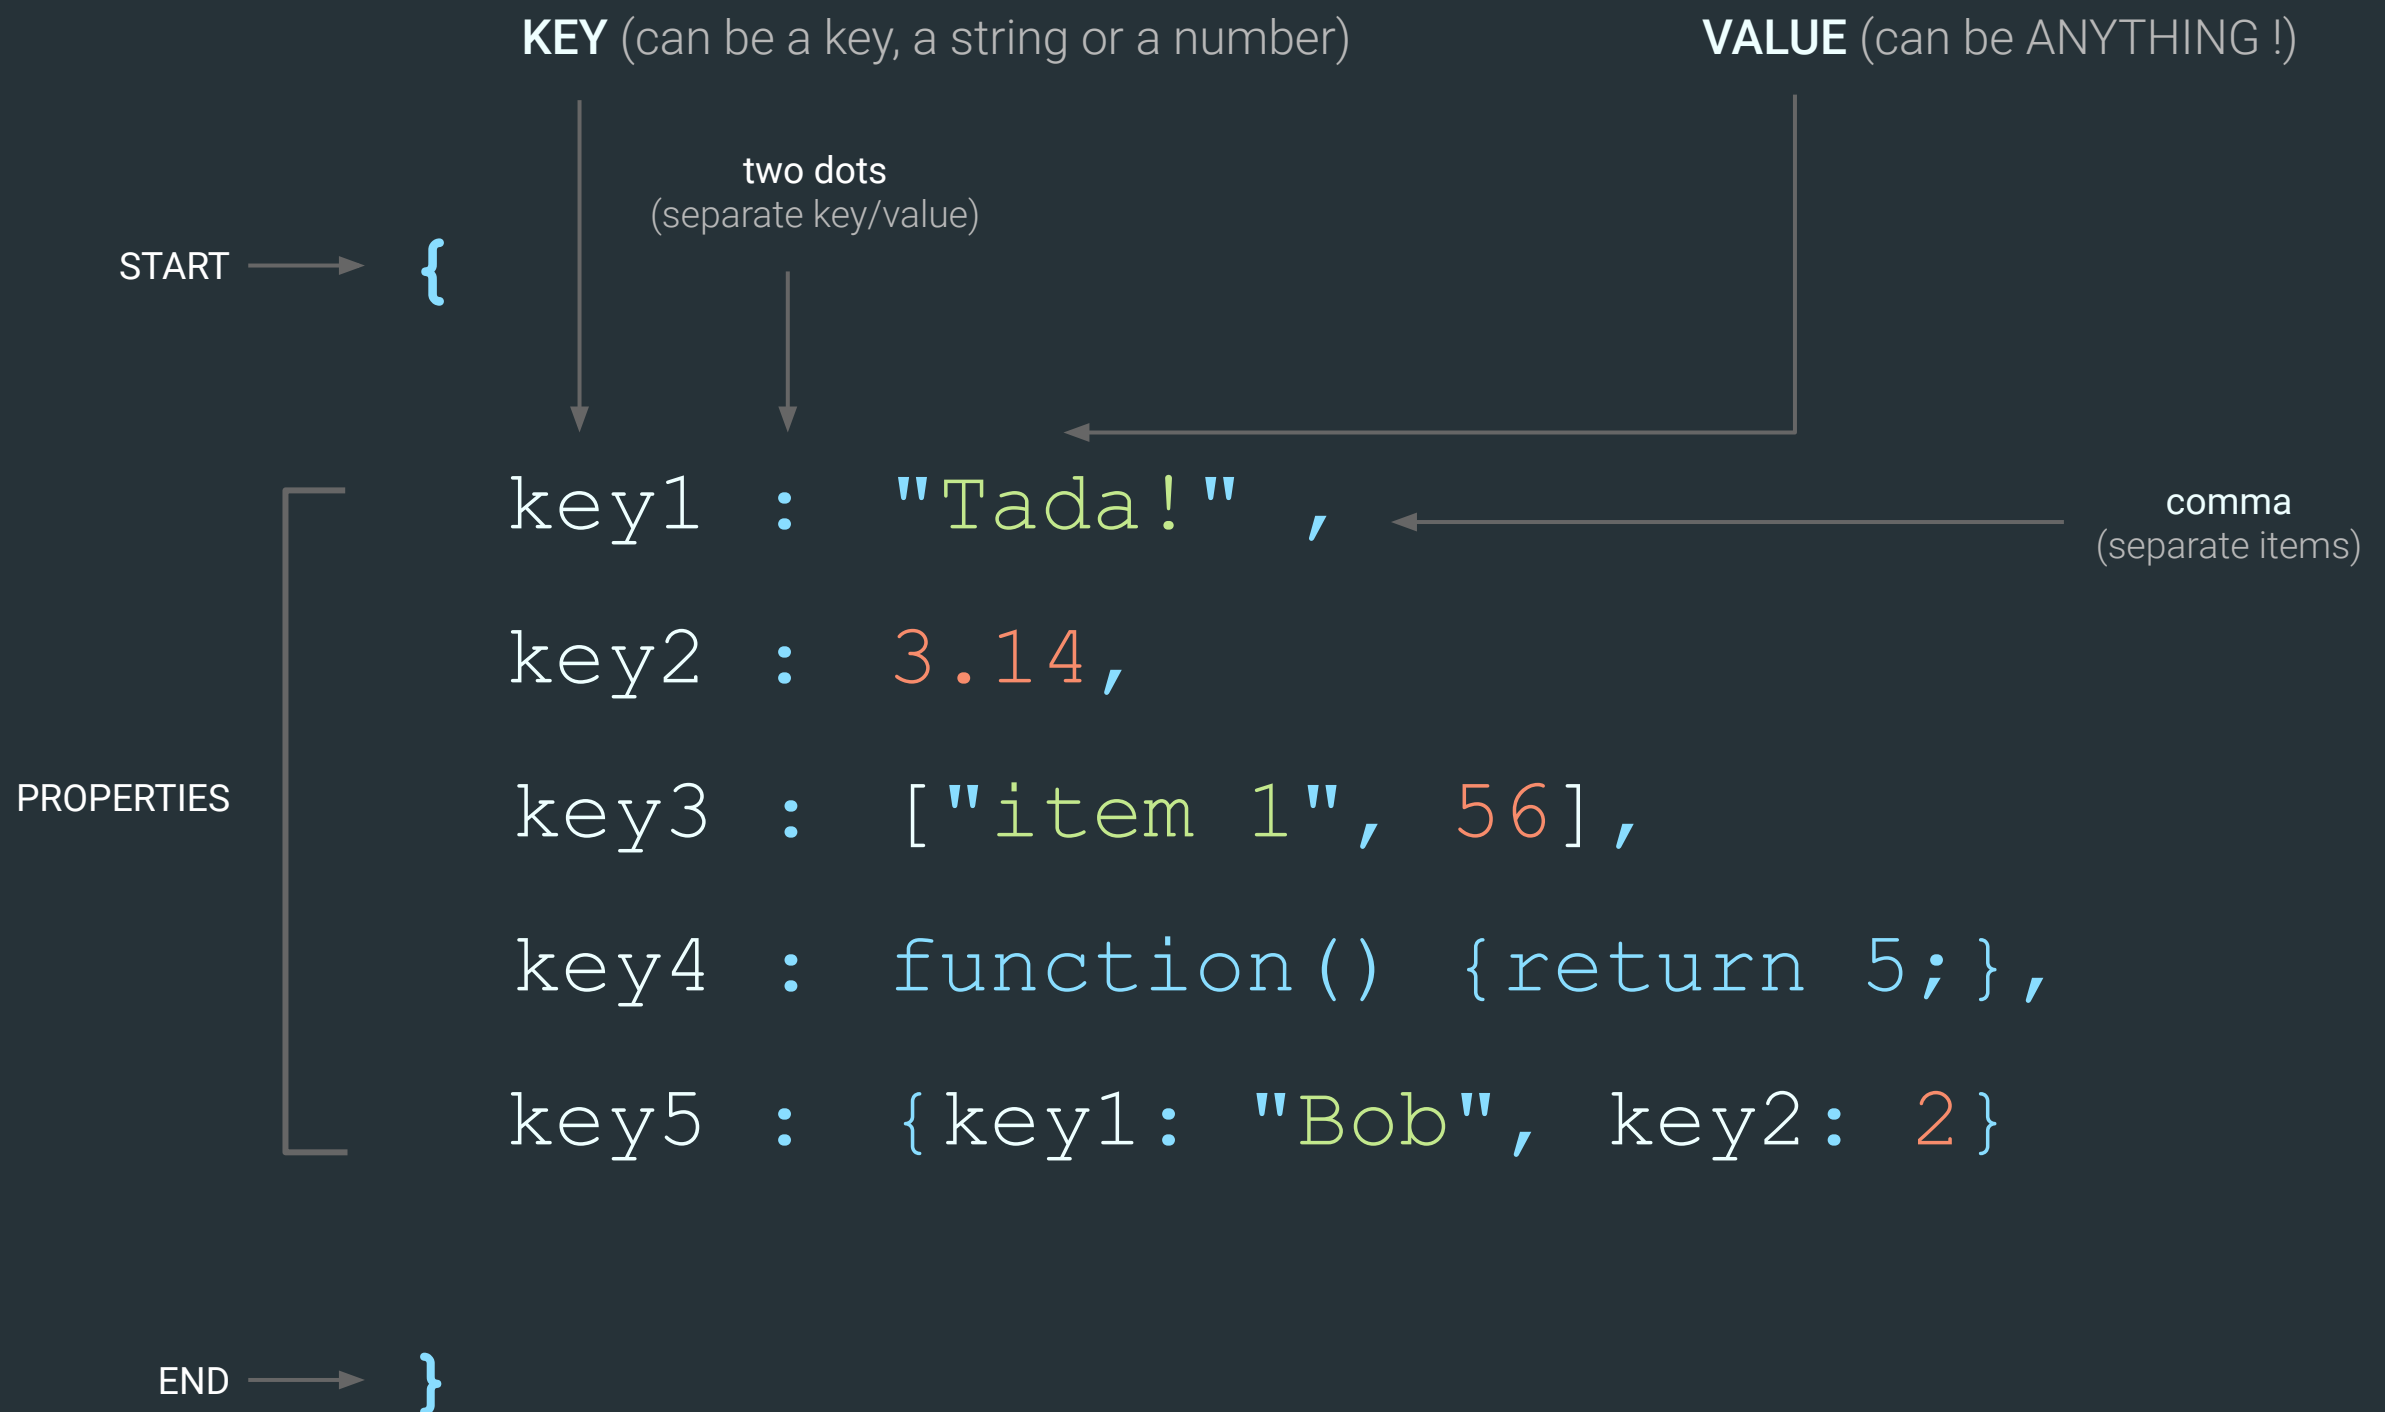 KEY (can be a key, a string or a number)
VALUE (can be ANYTHING !)
two dots
(separate key/value)
START
{
key1 : "Tada!" ,
comma
(separate items)
key2 : 3.14,
PROPERTIES
key3 : ["item 1", 56],
key4 : function() {return 5;},
key5 : {key1: "Bob", key2: 2}
END
}